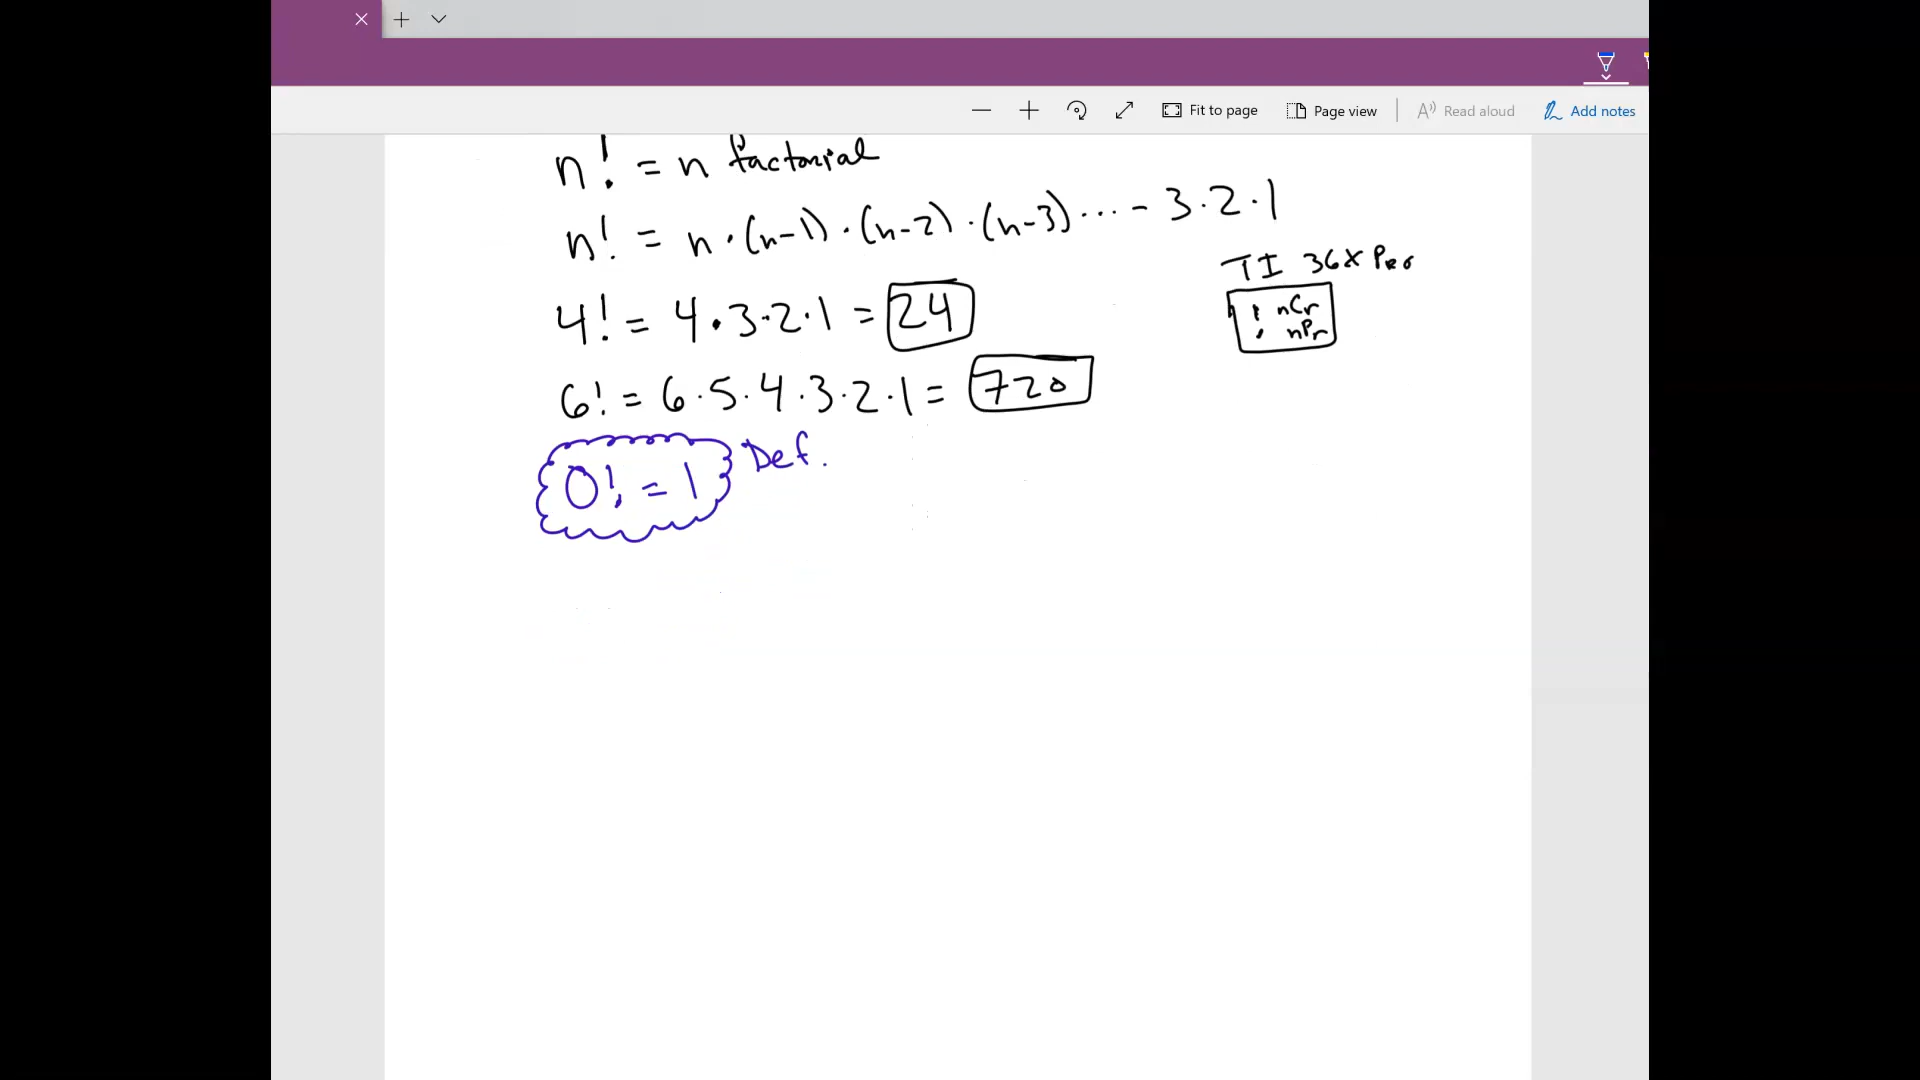 Fit to page
Page view
Read aloud
Add notes
n! = n factorial
n! = n·(n-1)·(n-2)·(n-3)····- 3·2·1
TI 36X Pro
! nCr
nPr
4! = 4·3·2·1 = 24
6! = 6·5·4·3·2·1 = 720
0! = 1 Def.